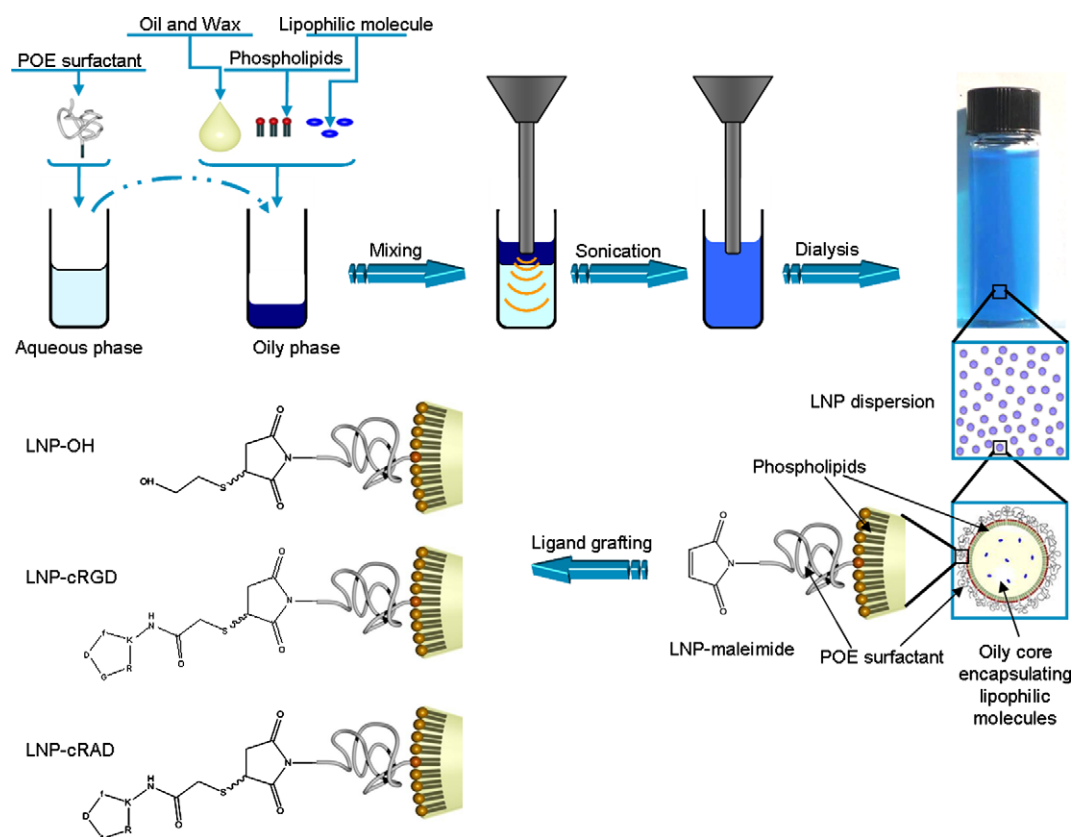 Oil and Wax
Lipophilic molecule
POE surfactant
Phospholipids
Mixing
Sonication
Dialysis
Aqueous phase
Oily phase
LNP dispersion
LNP-OH
O
N
O
S
OH
Phospholipids
Ligand grafting
O
N
O
LNP-maleimide
POE surfactant
Oily core
encapsulating
lipophilic
molecules
LNP-cRGD
O
N
O
S
O
H
N
f
K
D
G
R
LNP-cRAD
O
N
O
S
O
H
N
f
K
D
R